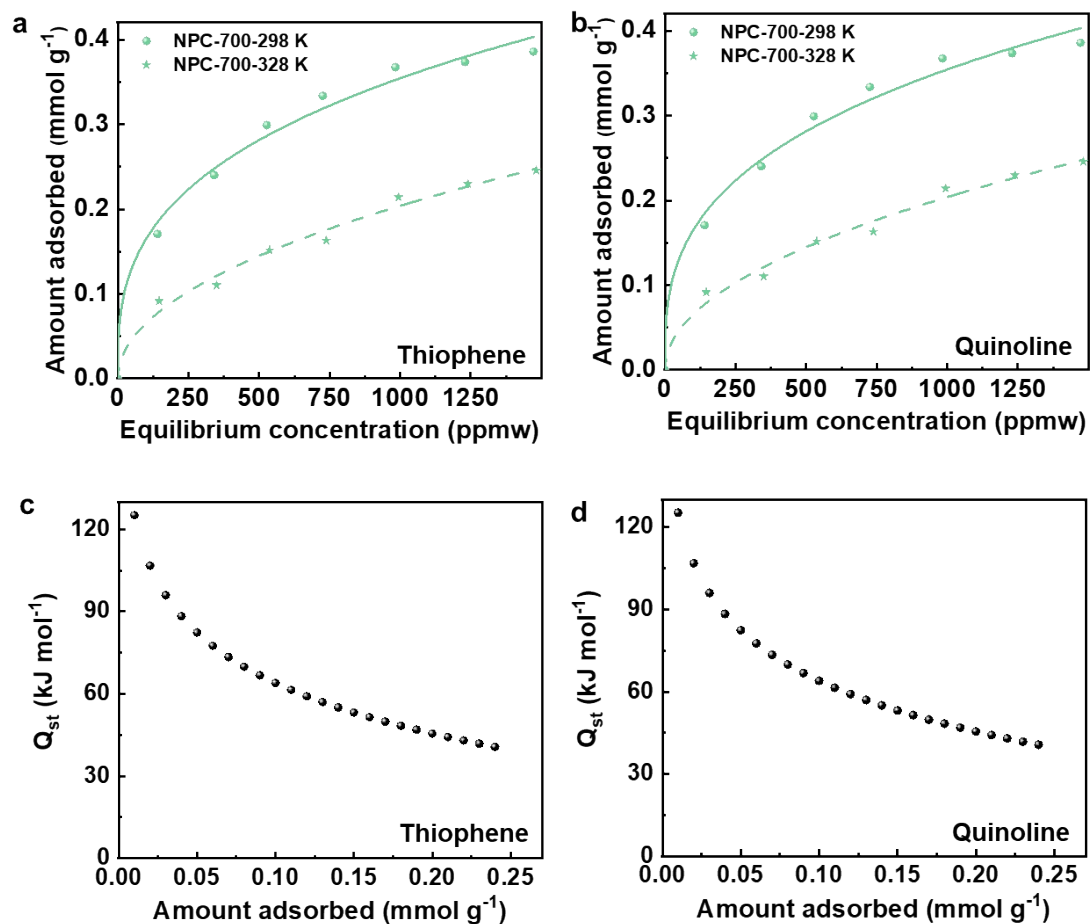 a
NPC-700-298 K
NPC-700-328 K
0.4
0.3
0.2
0.1
0.0
Amount adsorbed (mmol g⁻¹)
Thiophene
0 250 500 750 1000 1250
Equilibrium concentration (ppmw)
b
NPC-700-298 K
NPC-700-328 K
0.4
0.3
0.2
0.1
0.0
Amount adsorbed (mmol g⁻¹)
Quinoline
0 250 500 750 1000 1250
Equilibrium concentration (ppmw)
c
120
90
60
30
0
Qst (kJ mol⁻¹)
Thiophene
0.00 0.05 0.10 0.15 0.20 0.25
Amount adsorbed (mmol g⁻¹)
d
120
90
60
30
0
Qst (kJ mol⁻¹)
Quinoline
0.00 0.05 0.10 0.15 0.20 0.25
Amount adsorbed (mmol g⁻¹)